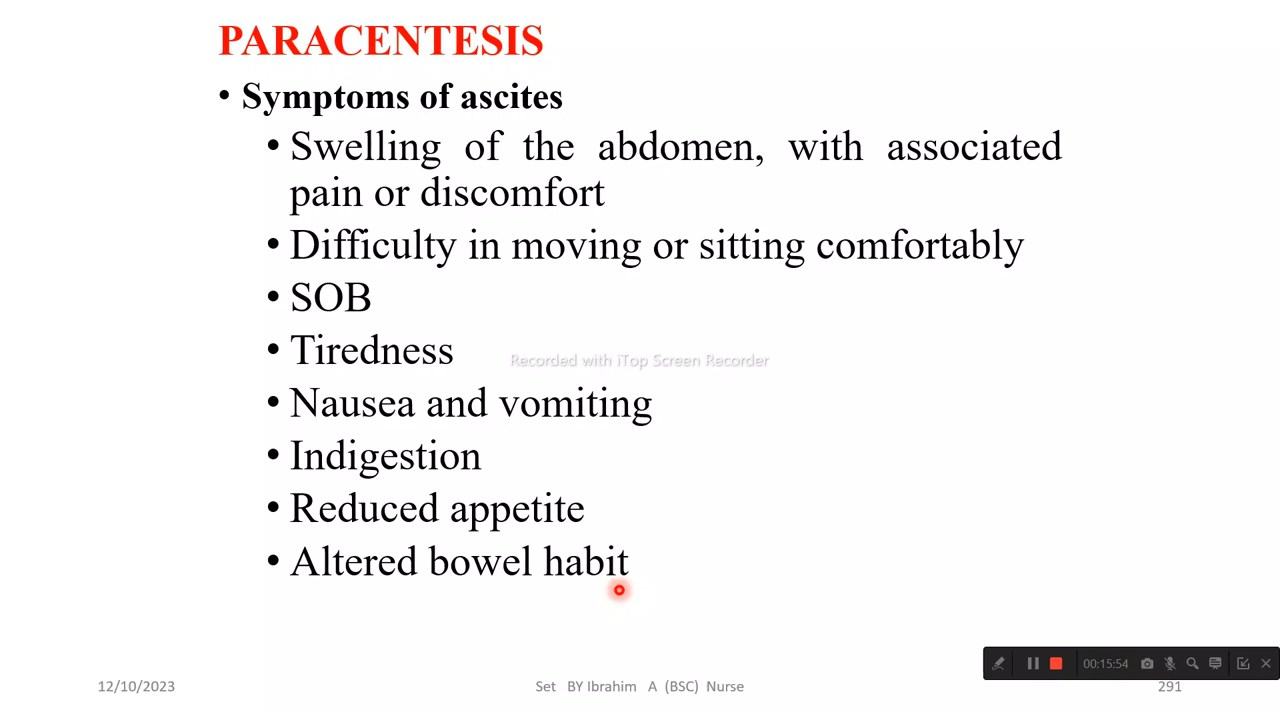 PARACENTESIS
• Symptoms of ascites
• Swelling of the abdomen, with associated
pain or discomfort
• Difficulty in moving or sitting comfortably
• SOB
• Tiredness
Recorded with iTop Screen Recorder
• Nausea and vomiting
• Indigestion
• Reduced appetite
• Altered bowel habit
00:15:54
12/10/2023 Set BY Ibrahim A (BSC) Nurse 291